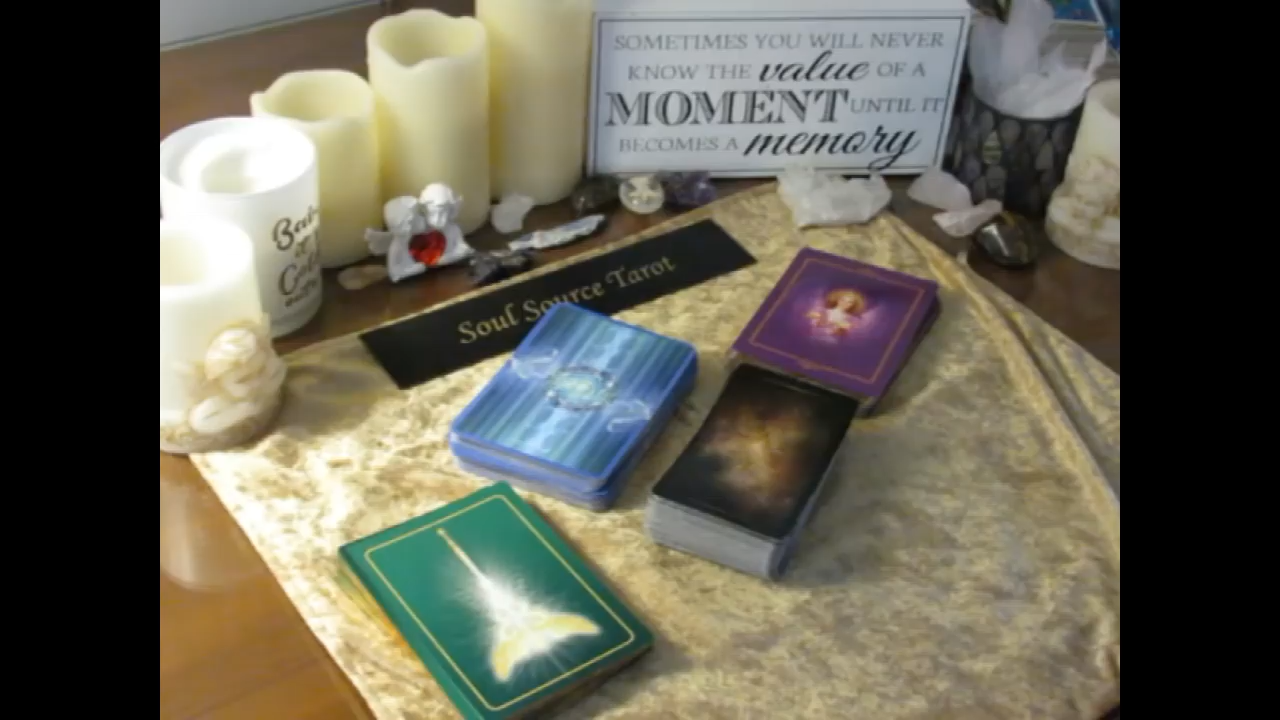 SOMETIMES YOU WILL NEVER
KNOW THE value OF A
MOMENT UNTIL IT
BECOMES A memory
Soul Source Tarot